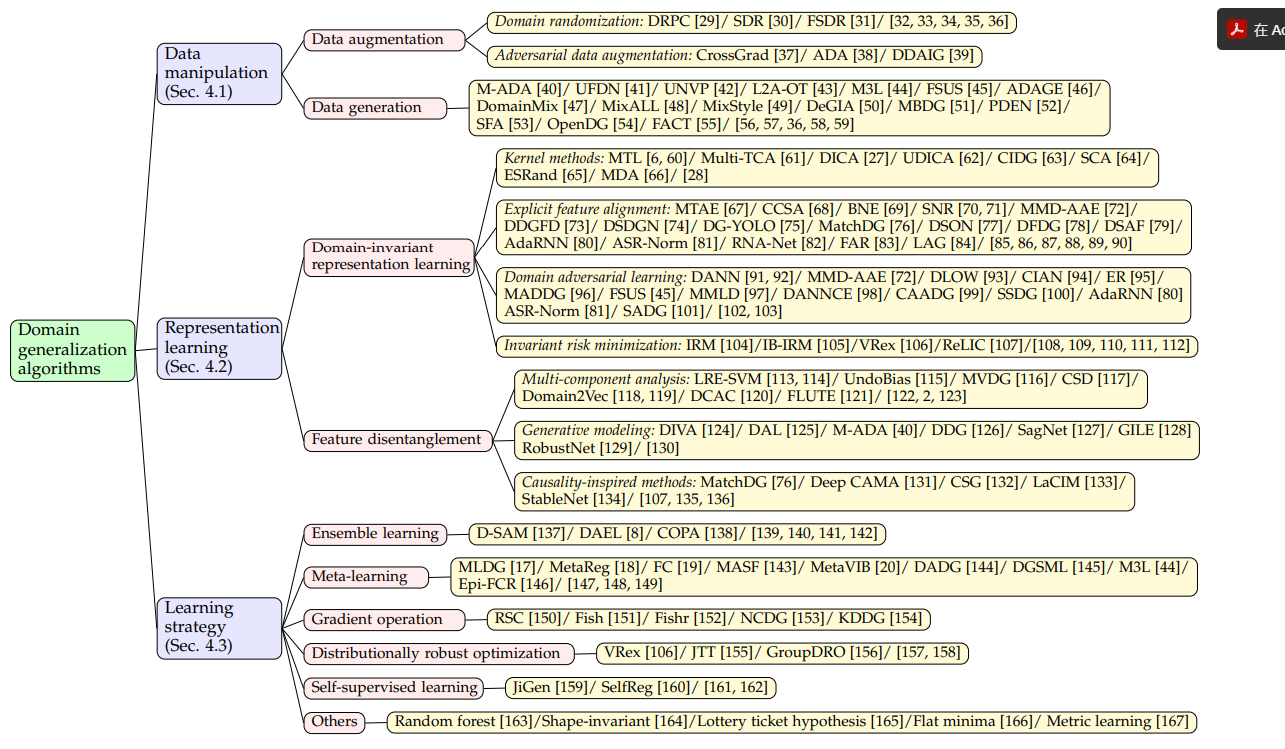 Domain randomization: DRPC [29]/ SDR [30]/ FSDR [31]/ [32, 33, 34, 35, 36]
Data augmentation
Adversarial data augmentation: CrossGrad [37]/ ADA [38]/ DDAIG [39]
Data
manipulation
(Sec. 4.1)
Data generation
M-ADA [40]/ UFDN [41]/ UNVP [42]/ L2A-OT [43]/ M3L [44]/ FSUS [45]/ ADAGE [46]/
DomainMix [47]/ MixALL [48]/ MixStyle [49]/ DeGIA [50]/ MBDG [51]/ PDEN [52]/
SFA [53]/ OpenDG [54]/ FACT [55]/ [56, 57, 36, 58, 59]
Kernel methods: MTL [6, 60]/ Multi-TCA [61]/ DICA [27]/ UDICA [62]/ CIDG [63]/ SCA [64]/
ESRand [65]/ MDA [66]/ [28]
Explicit feature alignment: MTAE [67]/ CCSA [68]/ BNE [69]/ SNR [70, 71]/ MMD-AAE [72]/
DDGFD [73]/ DSDGN [74]/ DG-YOLO [75]/ MatchDG [76]/ DSON [77]/ DFDG [78]/ DSAF [79]/
AdaRNN [80]/ ASR-Norm [81]/ RNA-Net [82]/ FAR [83]/ LAG [84]/ [85, 86, 87, 88, 89, 90]
Domain-invariant
representation learning
Domain adversarial learning: DANN [91, 92]/ MMD-AAE [72]/ DLOW [93]/ CIAN [94]/ ER [95]/
MADDG [96]/ FSUS [45]/ MMLD [97]/ DANNCE [98]/ CAADG [99]/ SSDG [100]/ AdaRNN [80]
ASR-Norm [81]/ SADG [101]/ [102, 103]
Invariant risk minimization: IRM [104]/IB-IRM [105]/VRex [106]/ReLIC [107]/[108, 109, 110, 111, 112]
Domain
generalization
algorithms
Representation
learning
(Sec. 4.2)
Multi-component analysis: LRE-SVM [113, 114]/ UndoBias [115]/ MVDG [116]/ CSD [117]/
Domain2Vec [118, 119]/ DCAC [120]/ FLUTE [121]/ [122, 2, 123]
Feature disentanglement
Generative modeling: DIVA [124]/ DAL [125]/ M-ADA [40]/ DDG [126]/ SagNet [127]/ GILE [128]
RobustNet [129]/ [130]
Causality-inspired methods: MatchDG [76]/ Deep CAMA [131]/ CSG [132]/ LaCIM [133]/
StableNet [134]/ [107, 135, 136]
Ensemble learning
D-SAM [137]/ DAEL [8]/ COPA [138]/ [139, 140, 141, 142]
Meta-learning
MLDG [17]/ MetaReg [18]/ FC [19]/ MASF [143]/ MetaVIB [20]/ DADG [144]/ DGSML [145]/ M3L [44]/
Epi-FCR [146]/ [147, 148, 149]
Learning
strategy
(Sec. 4.3)
Gradient operation
RSC [150]/ Fish [151]/ Fishr [152]/ NCDG [153]/ KDDG [154]
Distributionally robust optimization
VRex [106]/ JTT [155]/ GroupDRO [156]/ [157, 158]
Self-supervised learning
JiGen [159]/ SelfReg [160]/ [161, 162]
Others
Random forest [163]/Shape-invariant [164]/Lottery ticket hypothesis [165]/Flat minima [166]/ Metric learning [167]
在 Ac